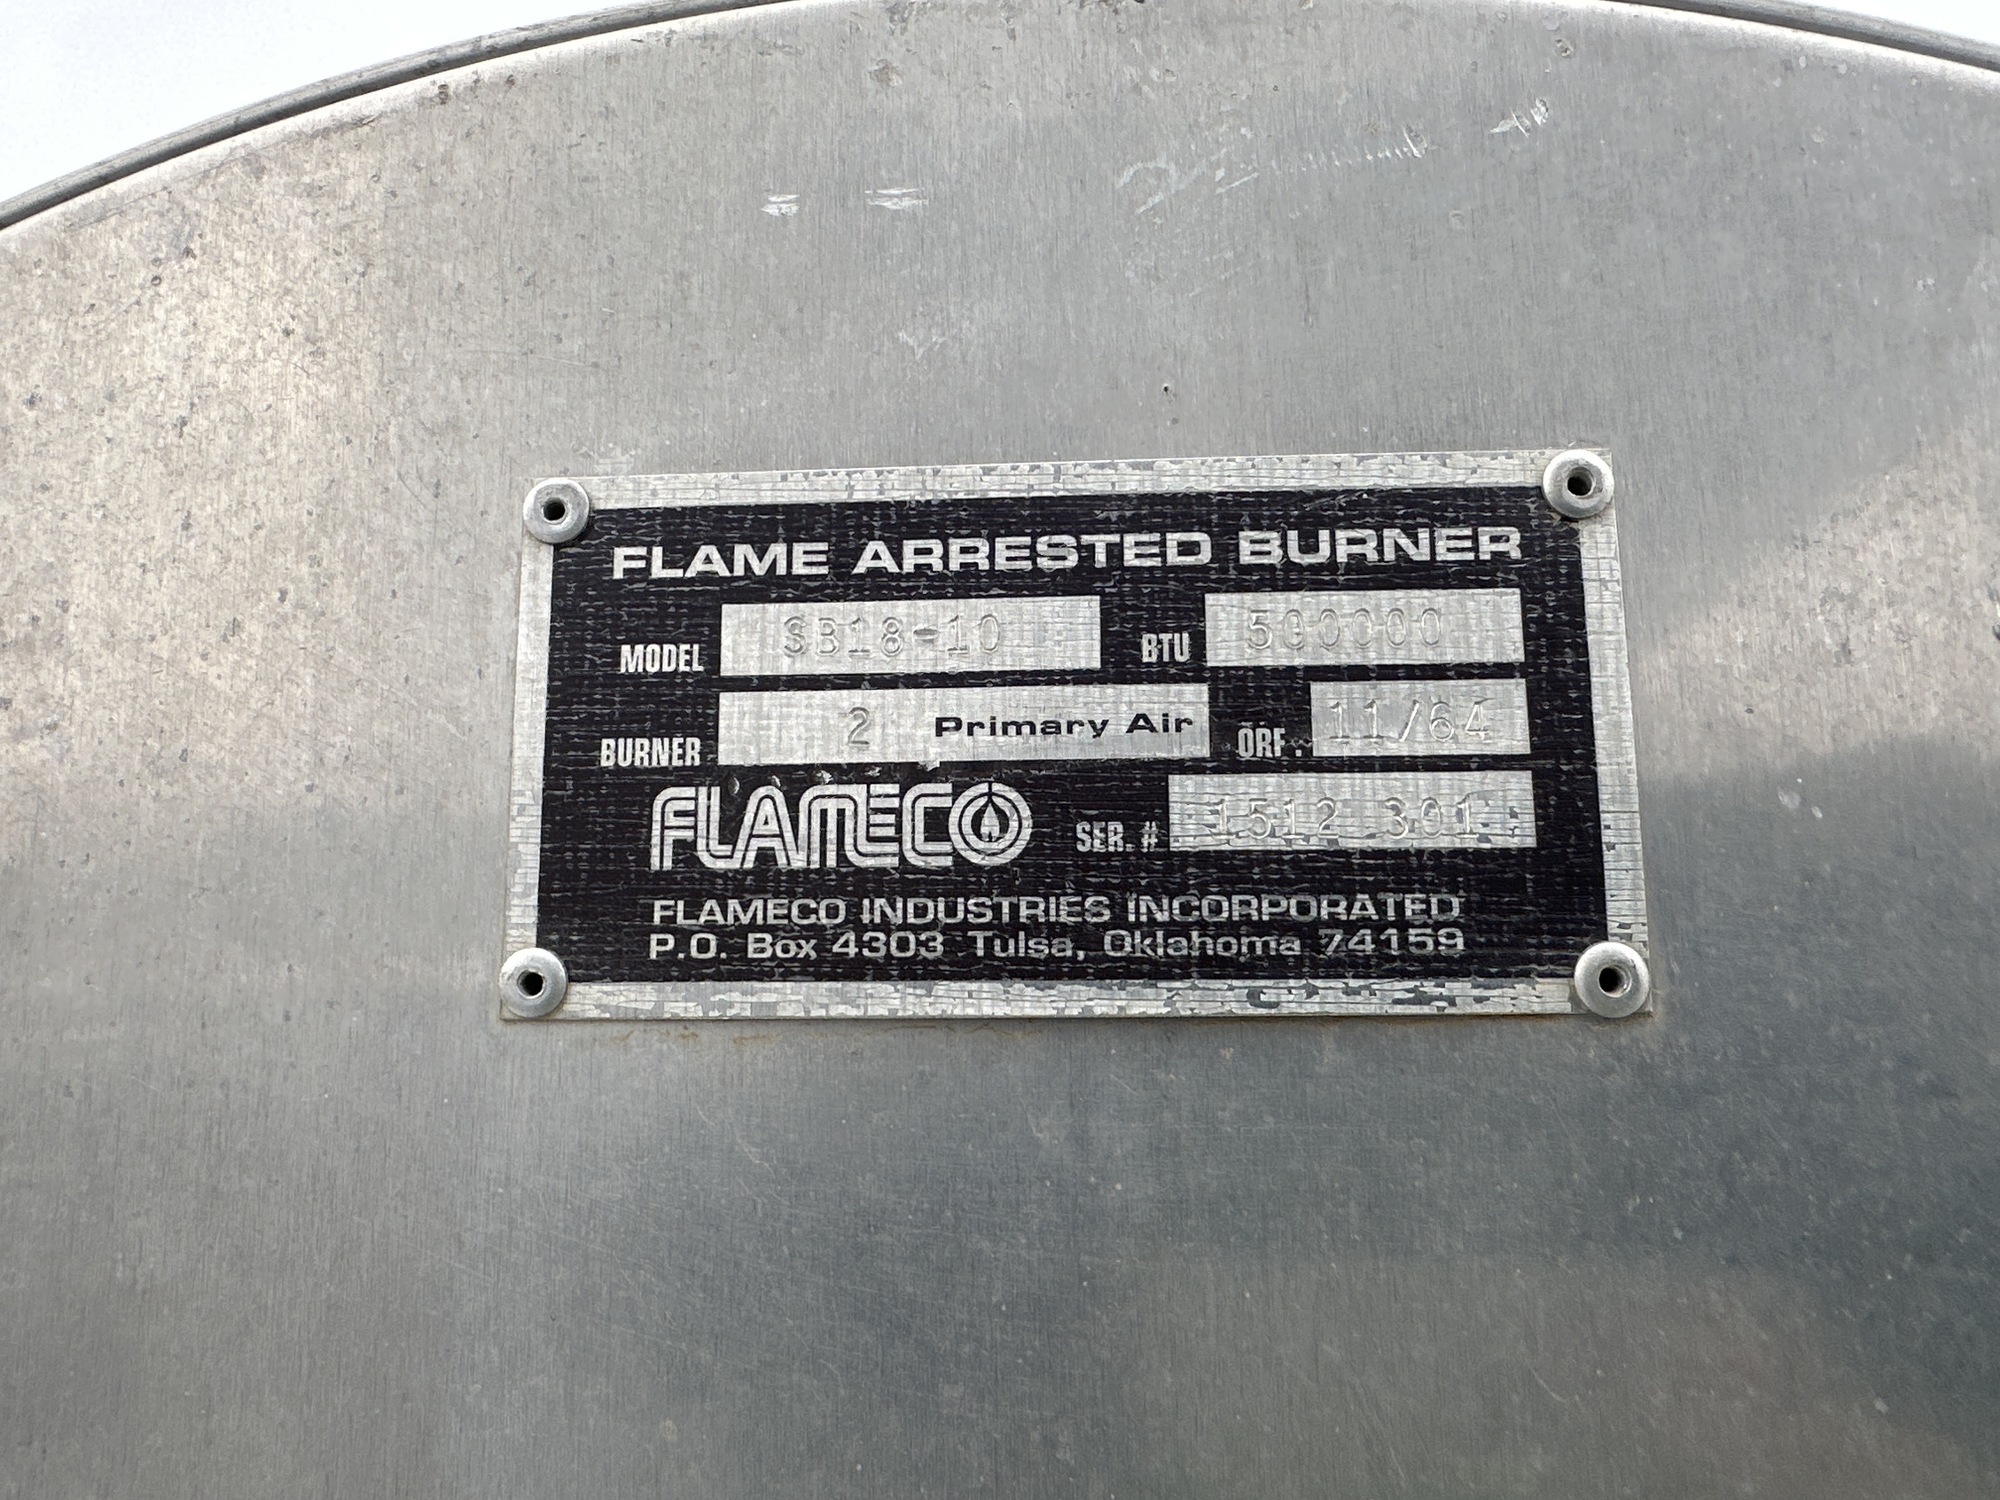 FLAME ARRESTED BURNER
MODEL SB18-10 BTU 500000
BURNER 2 Primary Air ORF. 11/64
FLAMECO SER. # 1512 301
FLAMECO INDUSTRIES INCORPORATED
P.O. Box 4303 Tulsa, Oklahoma 74159